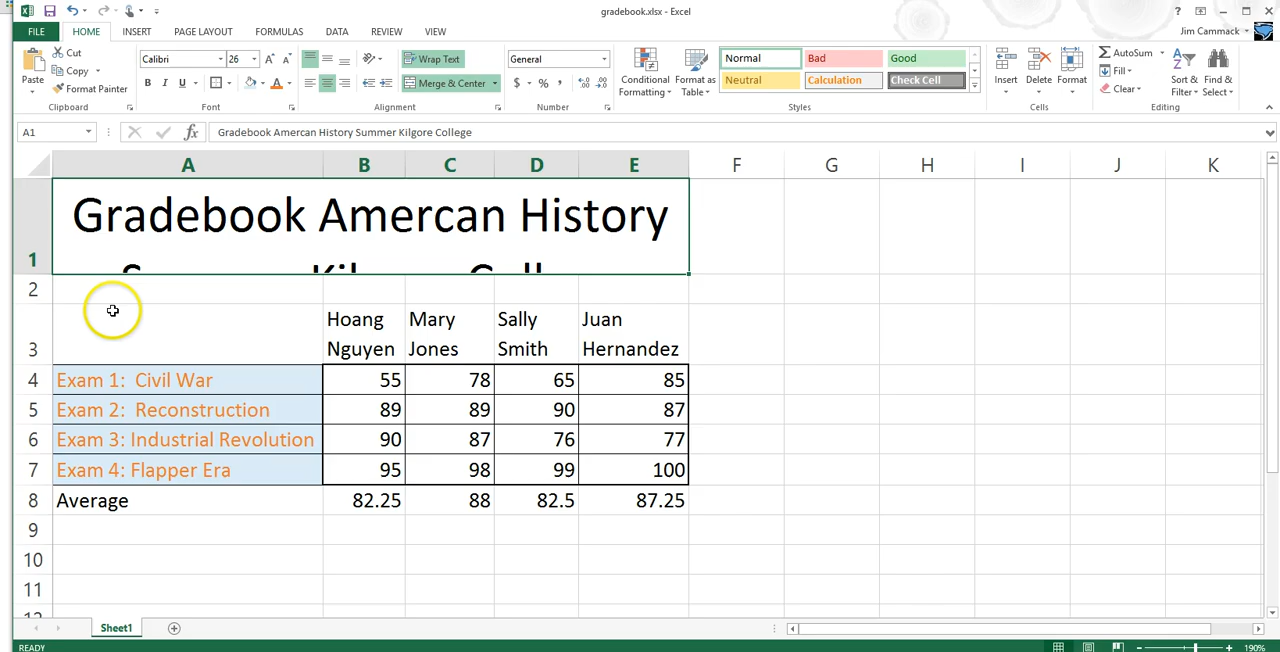 gradebook.xlsx - Excel
FILE HOME INSERT PAGE LAYOUT FORMULAS DATA REVIEW VIEW Jim Cammack
Paste Cut Copy Format Painter Clipboard
Calibri 26 A A B I U A Font
Wrap Text Merge & Center Alignment
General $ % , Number
Conditional Formatting Format as Table Normal Bad Good Neutral Calculation Check Cell Styles
Insert Delete Format Cells
AutoSum Fill Clear Sort & Filter Find & Select Editing
A1 fx Gradebook Amercan History Summer Kilgore College
A B C D E F G H I J K
1 Gradebook Amercan History
2
3 Hoang Nguyen Mary Jones Sally Smith Juan Hernandez
4 Exam 1: Civil War 55 78 65 85
5 Exam 2: Reconstruction 89 89 90 87
6 Exam 3: Industrial Revolution 90 87 76 77
7 Exam 4: Flapper Era 95 98 99 100
8 Average 82.25 88 82.5 87.25
9
10
11
Sheet1
READY 190%